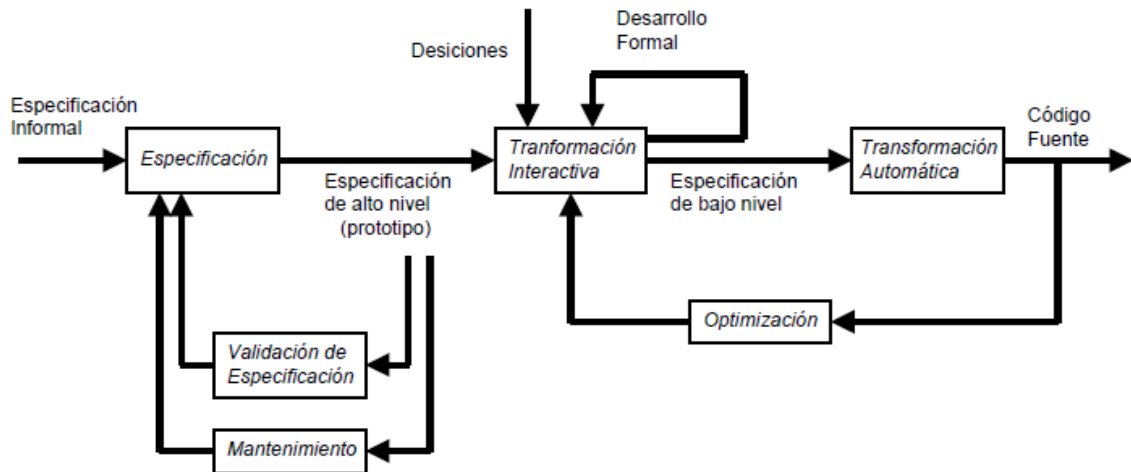 Desiciones
Desarrollo
Formal
Especificación
Informal
Especificación
Tranformación
Interactiva
Transformación
Automática
Código
Fuente
Especificación
de alto nivel
(prototipo)
Especificación
de bajo nivel
Optimización
Validación de
Especificación
Mantenimiento